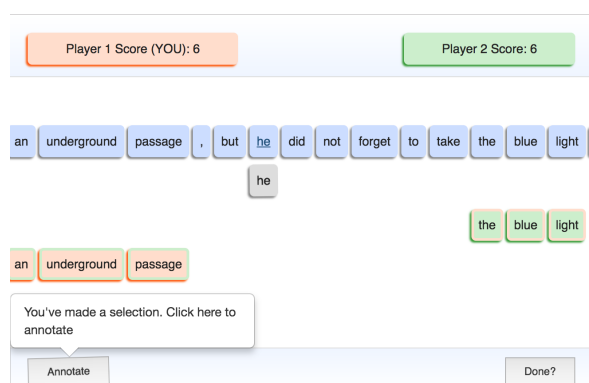 Player 1 Score (YOU): 6 Player 2 Score: 6
an underground passage , but he did not forget to take the blue light
he
the blue light
an underground passage
You've made a selection. Click here to
annotate
Annotate Done?